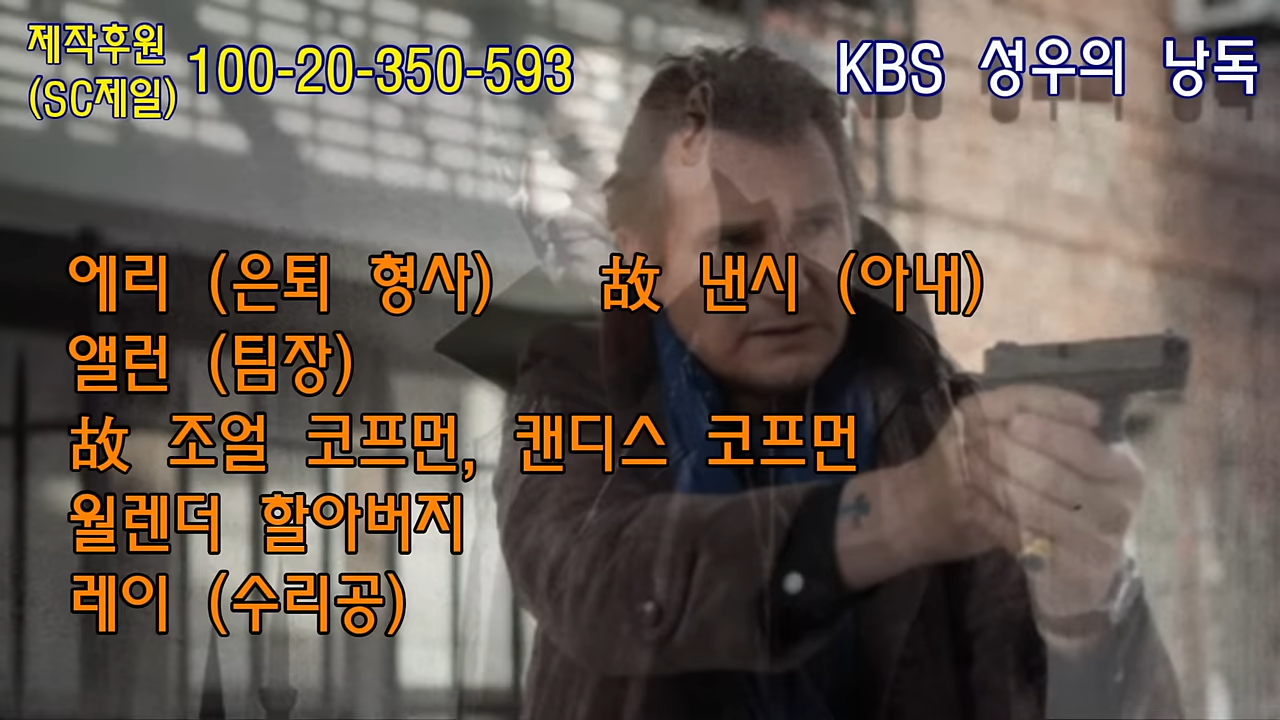 제작후원
(SC제일)
100-20-350-593
KBS 성우의 낭독
에리 (은퇴 형사) 故 낸시 (아내)
앨런 (팀장)
故 조얼 코프먼, 캔디스 코프먼
월렌더 할아버지
레이 (수리공)